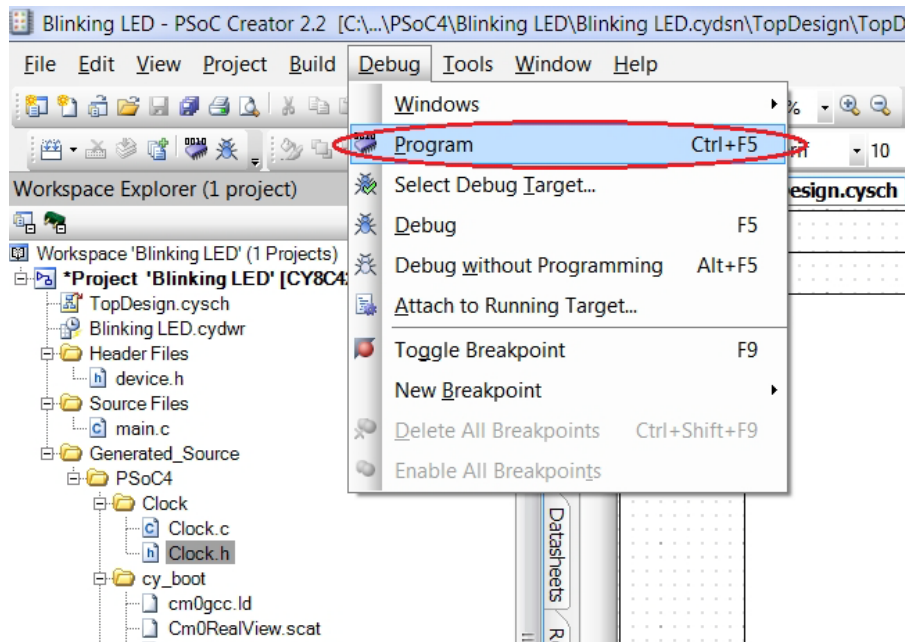 Blinking LED - PSoC Creator 2.2 [C:\...\PSoC4\Blinking LED\Blinking LED.cydsn\TopDesign\TopD
File Edit View Project Build Debug Tools Window Help
Windows
%
Program Ctrl+F5
10
Workspace Explorer (1 project)
Select Debug Target...
esign.cysch
Debug F5
Workspace 'Blinking LED' (1 Projects)
Debug without Programming Alt+F5
*Project 'Blinking LED' [CY8C4
TopDesign.cysch
Attach to Running Target...
Blinking LED.cydwr
Header Files
Toggle Breakpoint F9
device.h
New Breakpoint
Source Files
main.c
Delete All Breakpoints Ctrl+Shift+F9
Generated_Source
Enable All Breakpoints
PSoC4
Clock
Clock.c
Clock.h
cy_boot
cm0gcc.ld
Cm0RealView.scat
Datasheets